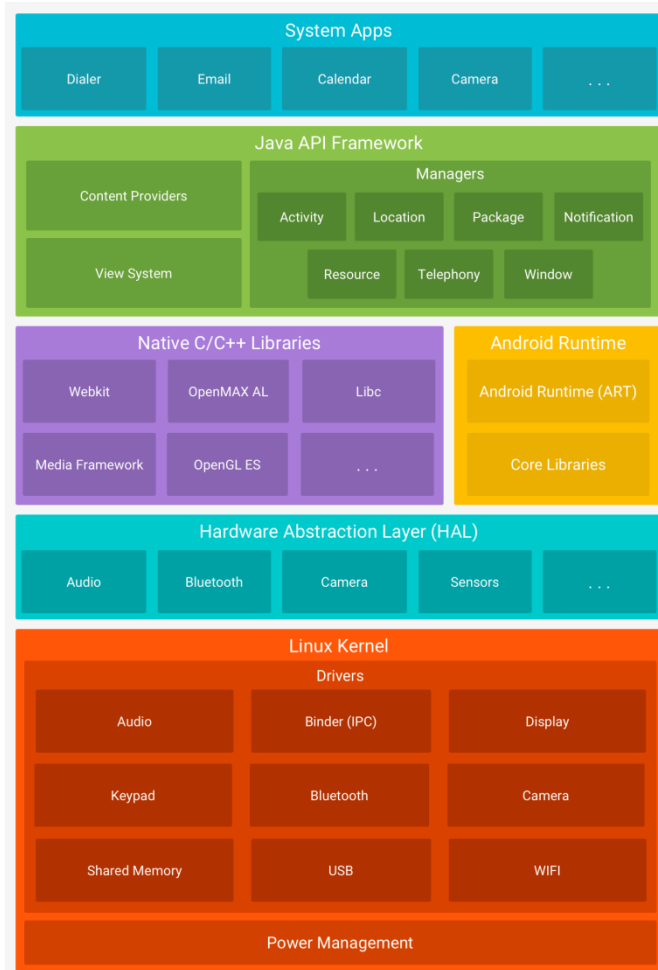 System Apps
Dialer
Email
Calendar
Camera
. . .
Java API Framework
Content Providers
View System
Managers
Activity
Location
Package
Notification
Resource
Telephony
Window
Native C/C++ Libraries
Webkit
OpenMAX AL
Libc
Media Framework
OpenGL ES
. . .
Android Runtime
Android Runtime (ART)
Core Libraries
Hardware Abstraction Layer (HAL)
Audio
Bluetooth
Camera
Sensors
. . .
Linux Kernel
Drivers
Audio
Binder (IPC)
Display
Keypad
Bluetooth
Camera
Shared Memory
USB
WIFI
Power Management